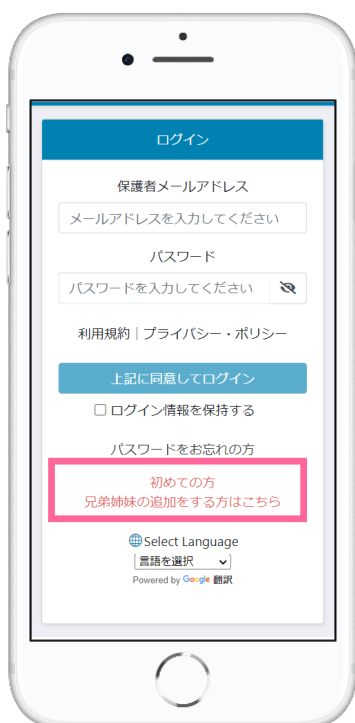 ログイン
保護者メールアドレス
メールアドレスを入力してください
パスワード
パスワードを入力してください
利用規約｜プライバシー・ポリシー
上記に同意してログイン
ログイン情報を保持する
パスワードをお忘れの方
初めての方
兄弟姉妹の追加をする方はこちら
Select Language
言語を選択
Powered by Google 翻訳